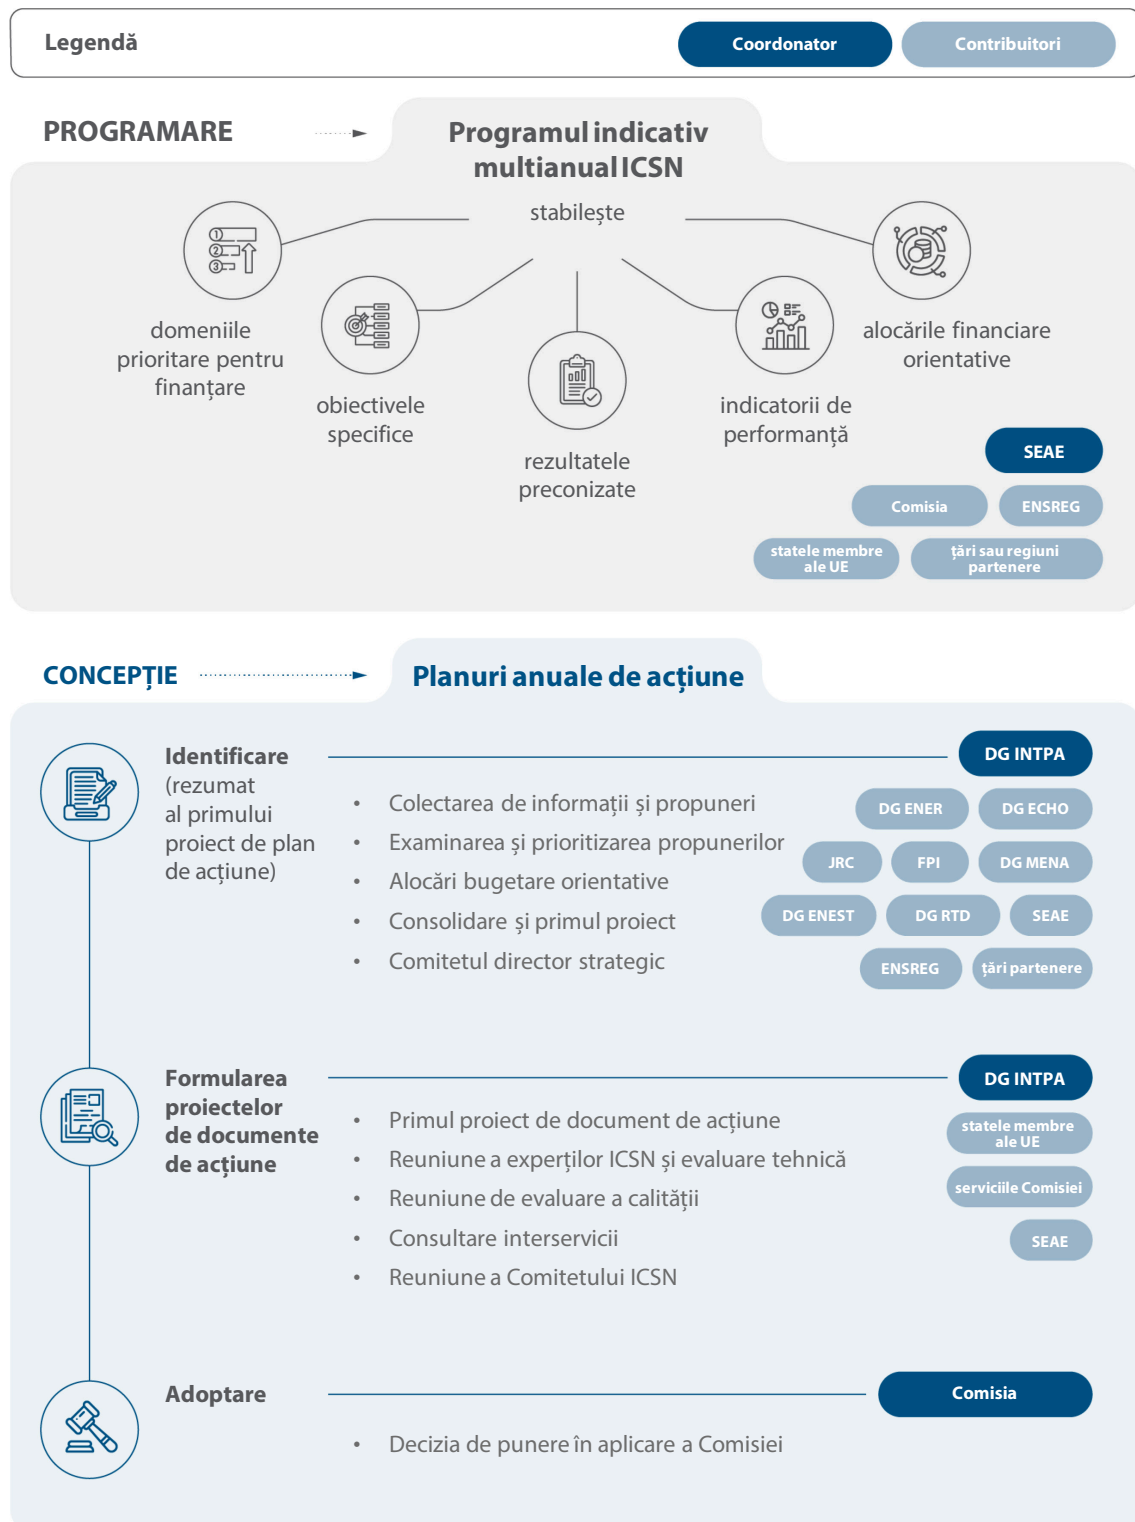 Legendă
Coordonator
Contribuitori
PROGRAMARE
Programul indicativ
multianual ICSN
stabilește
1
2
3
domeniile
prioritare pentru
finanțare
obiectivele
specifice
rezultatele
preconizate
indicatorii de
performanță
alocările financiare
orientative
SEAE
Comisia
ENSREG
statele membre
ale UE
țări sau regiuni
partenere
CONCEPȚIE
Planuri anuale de acțiune
Identificare
(rezumat
al primului
proiect de plan
de acțiune)
• Colectarea de informații și propuneri
• Examinarea și prioritizarea propunerilor
• Alocări bugetare orientative
• Consolidare și primul proiect
• Comitetul director strategic
DG INTPA
DG ENER
DG ECHO
JRC
FPI
DG MENA
DG ENEST
DG RTD
SEAE
ENSREG
țări partenere
Formularea
proiectelor
de documente
de acțiune
• Primul proiect de document de acțiune
• Reuniune a experților ICSN și evaluare tehnică
• Reuniune de evaluare a calității
• Consultare interservicii
• Reuniune a Comitetului ICSN
DG INTPA
statele membre
ale UE
serviciile Comisiei
SEAE
Adoptare
Comisia
• Decizia de punere în aplicare a Comisiei